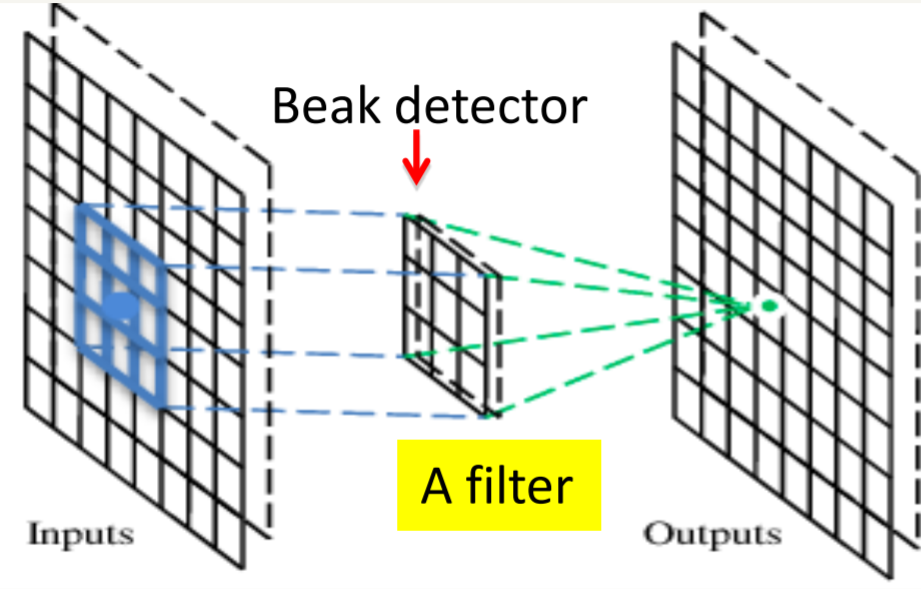 Beak detector
A filter
Inputs
Outputs